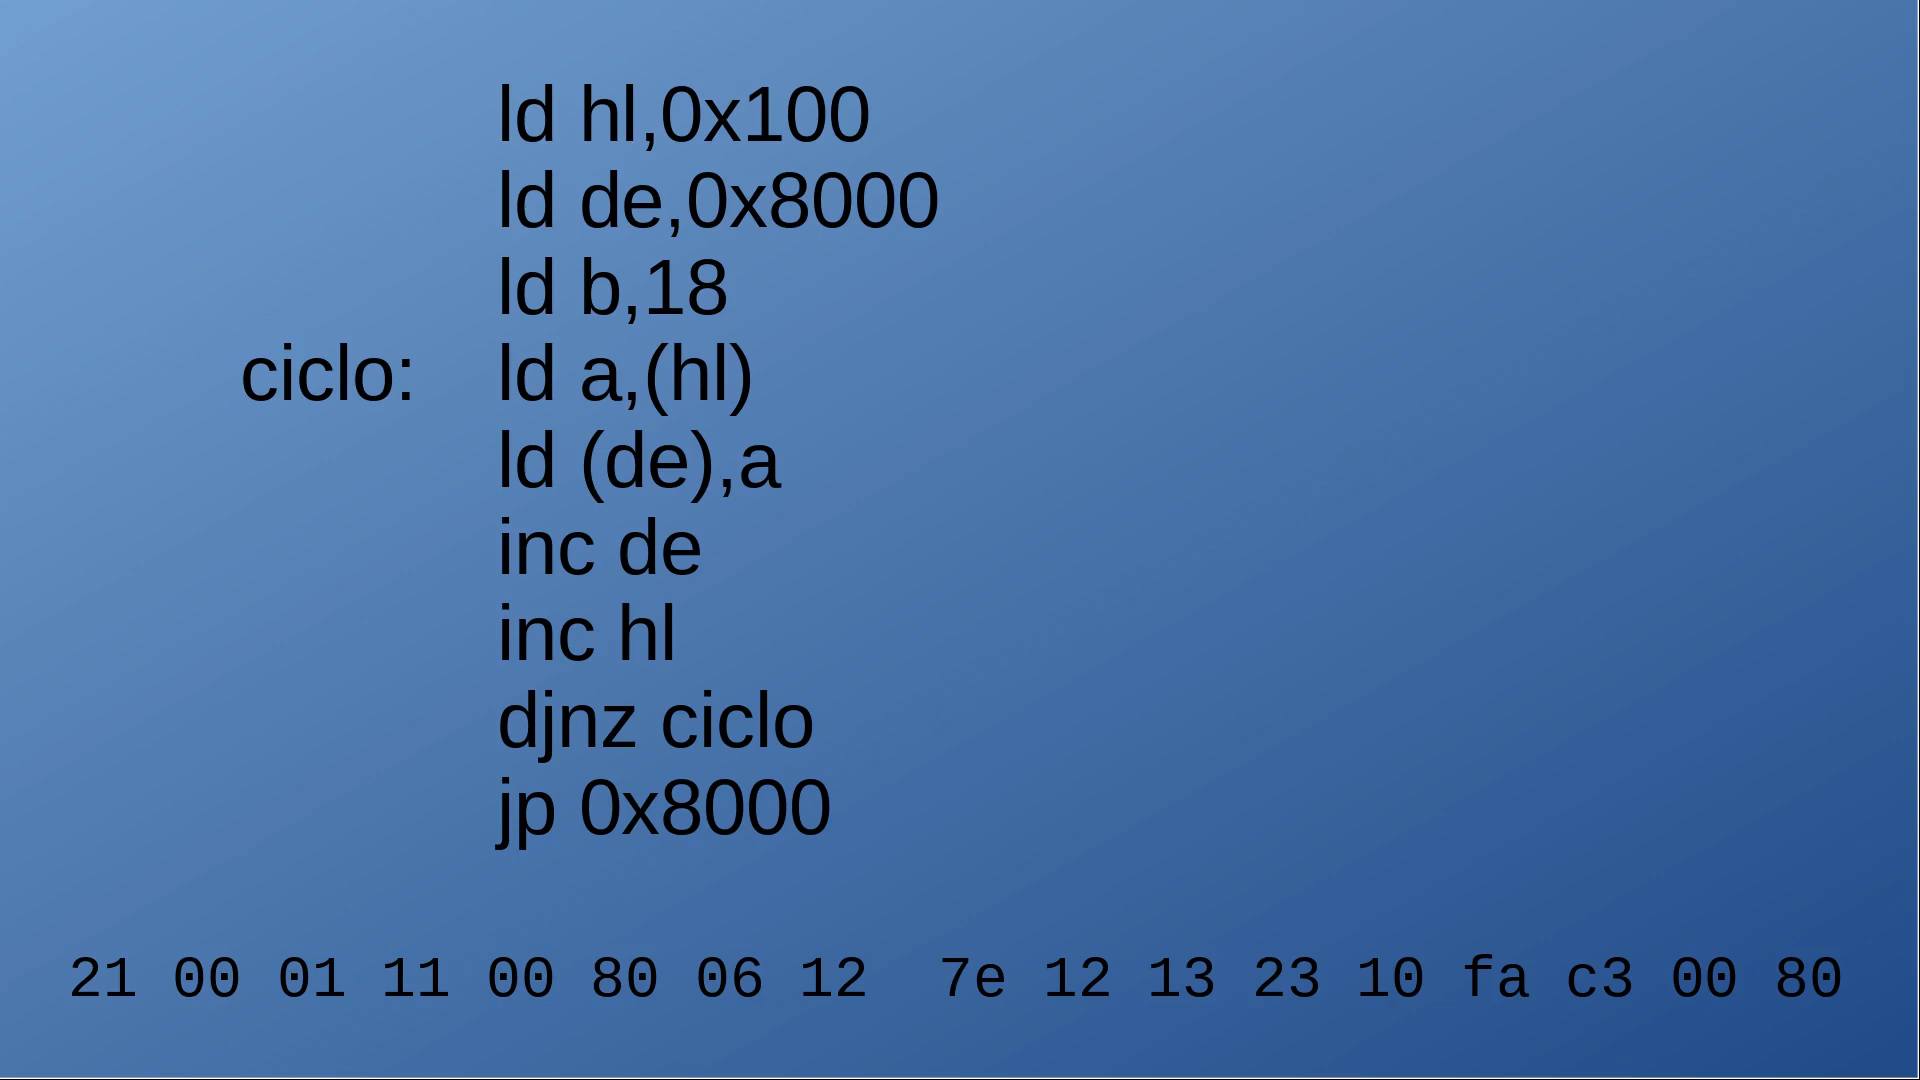 ld hl,0x100
ld de,0x8000
ld b,18
ciclo: ld a,(hl)
ld (de),a
inc de
inc hl
djnz ciclo
jp 0x8000
21 00 01 11 00 80 06 12 7e 12 13 23 10 fa c3 00 80